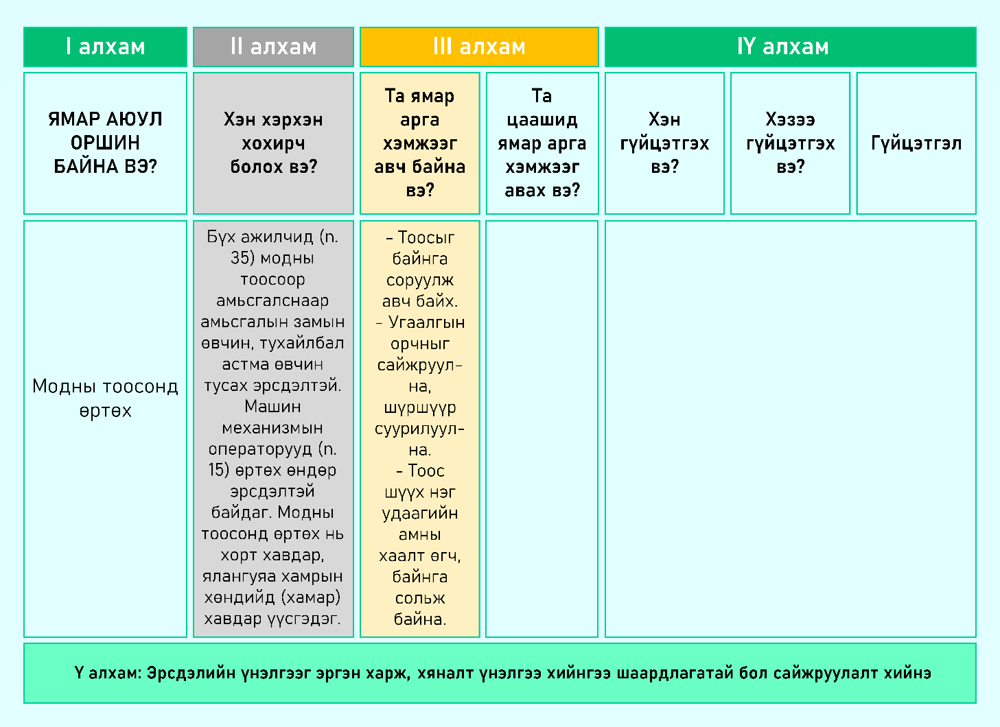 I алхам
II алхам
III алхам
IY алхам
ЯМАР АЮУЛ
ОРШИН
БАЙНА ВЭ?
Хэн хэрхэн
хохирч
болох вэ?
Та ямар
арга
хэмжээг
авч байна
вэ?
Та
цаашид
ямар арга
хэмжээг
авах вэ?
Хэн
гүйцэтгэх
вэ?
Хэзээ
гүйцэтгэх
вэ?
Гүйцэтгэл
Модны тоосонд
өртөх
Бүх ажилчид (n.
35) модны
тоосоор
амьсгалснаар
амьсгалын замын
өвчин, тухайлбал
астма өвчин
тусах эрсдэлтэй.
Машин
механизмын
операторууд (n.
15) өртөх өндөр
эрсдэлтэй
байдаг. Модны
тоосонд өртөх нь
хорт хавдар,
ялангуяа хамрын
хөндийд (хамар)
хавдар үүсгэдэг.
- Тоосыг
байнга
соруулж
авч байх.
- Угаалгын
орчныг
сайжруул-
на,
шүршүүр
суурилуул-
на.
- Тоос
шүүх нэг
удаагийн
амны
хаалт өгч,
байнга
сольж
байна.
Y алхам: Эрсдэлийн үнэлгээг эргэн харж, хяналт үнэлгээ хийнгээ шаардлагатай бол сайжруулалт хийнэ